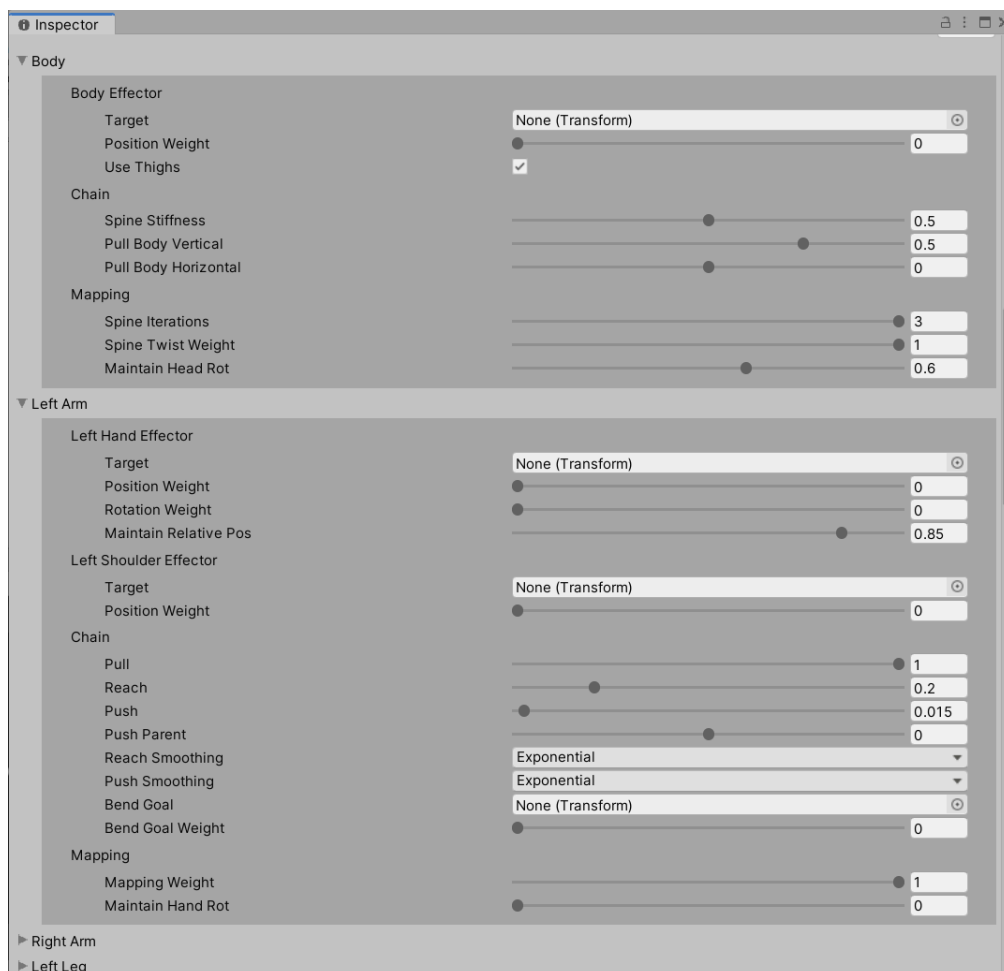 Inspector
Body
Body Effector
Target None (Transform)
Position Weight 0
Use Thighs
Chain
Spine Stiffness 0.5
Pull Body Vertical 0.5
Pull Body Horizontal 0
Mapping
Spine Iterations 3
Spine Twist Weight 1
Maintain Head Rot 0.6
Left Arm
Left Hand Effector
Target None (Transform)
Position Weight 0
Rotation Weight 0
Maintain Relative Pos 0.85
Left Shoulder Effector
Target None (Transform)
Position Weight 0
Chain
Pull 1
Reach 0.2
Push 0.015
Push Parent 0
Reach Smoothing Exponential
Push Smoothing Exponential
Bend Goal None (Transform)
Bend Goal Weight 0
Mapping
Mapping Weight 1
Maintain Hand Rot 0
Right Arm
Left Leg